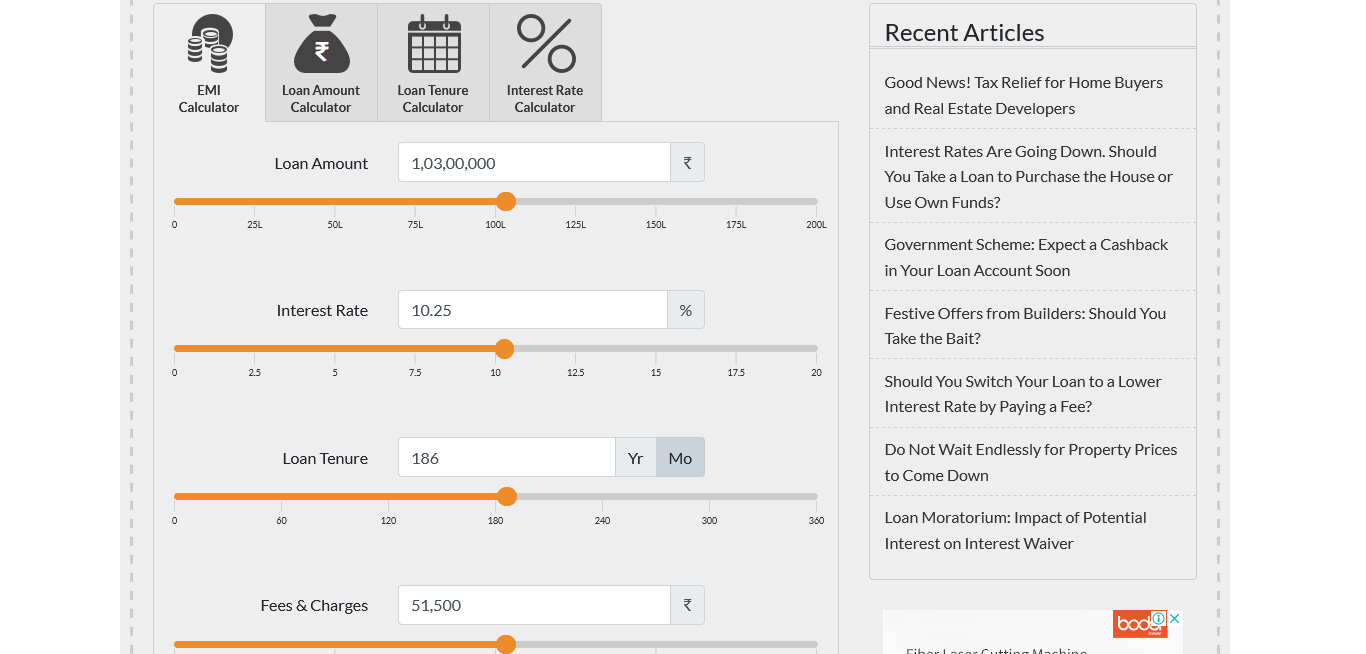 EMI
Calculator
Loan Amount
Calculator
Loan Tenure
Calculator
Interest Rate
Calculator
Loan Amount 1,03,00,000 ₹
0 25L 50L 75L 100L 125L 150L 175L 200L
Interest Rate 10.25 %
0 2.5 5 7.5 10 12.5 15 17.5 20
Loan Tenure 186 Yr Mo
0 60 120 180 240 300 360
Fees & Charges 51,500 ₹
Recent Articles
Good News! Tax Relief for Home Buyers
and Real Estate Developers
Interest Rates Are Going Down. Should
You Take a Loan to Purchase the House or
Use Own Funds?
Government Scheme: Expect a Cashback
in Your Loan Account Soon
Festive Offers from Builders: Should You
Take the Bait?
Should You Switch Your Loan to a Lower
Interest Rate by Paying a Fee?
Do Not Wait Endlessly for Property Prices
to Come Down
Loan Moratorium: Impact of Potential
Interest on Interest Waiver
Fiber Laser Cutting Machine